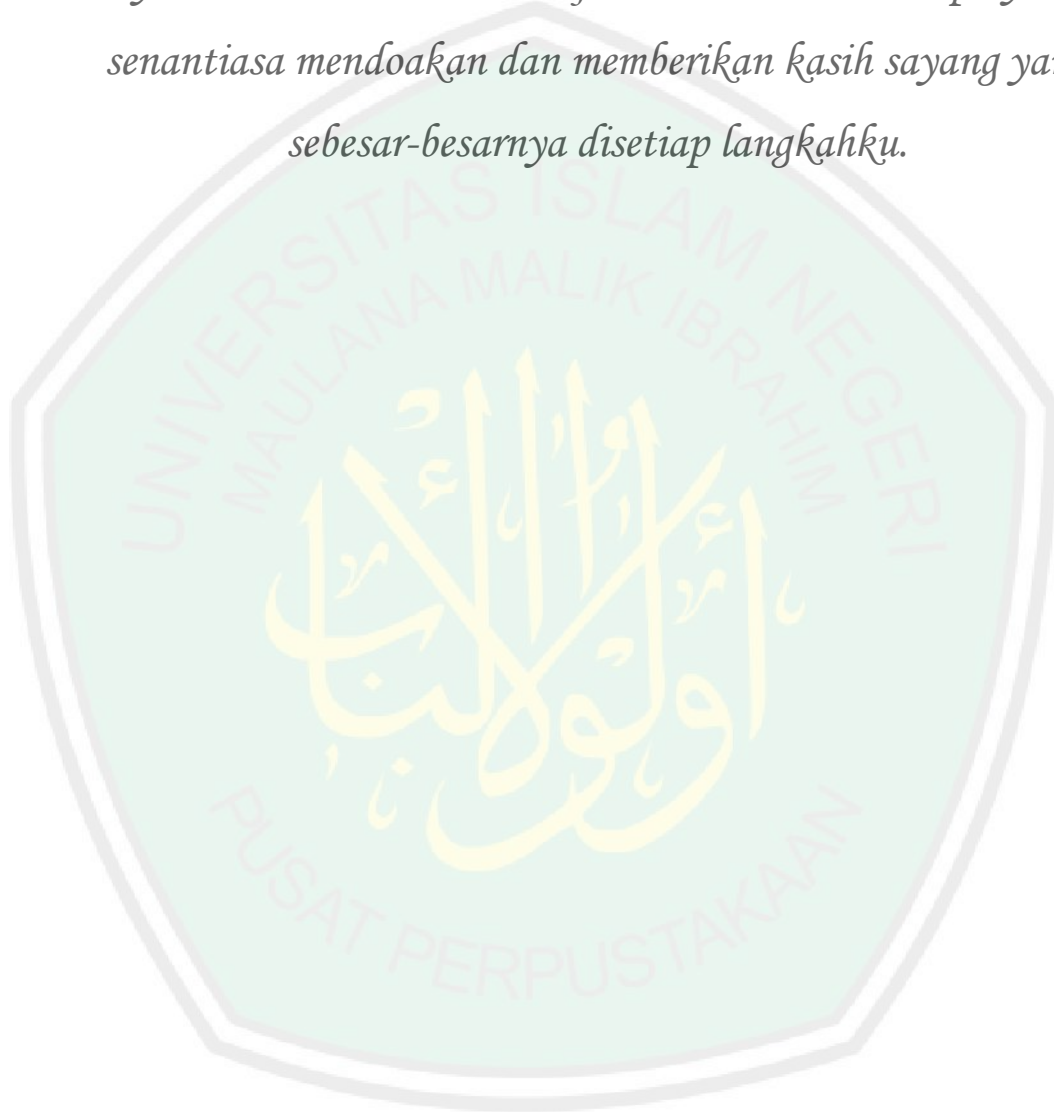 senantiasa mendoakan dan memberikan kasih sayang
sebesar-besarnya disetiap langkahku.
UNIVERSITAS ISLAM NEGERI
MAULANA MALIK IBRAHIM
أولوا الألباب
PUSAT PERPUSTAKAAN